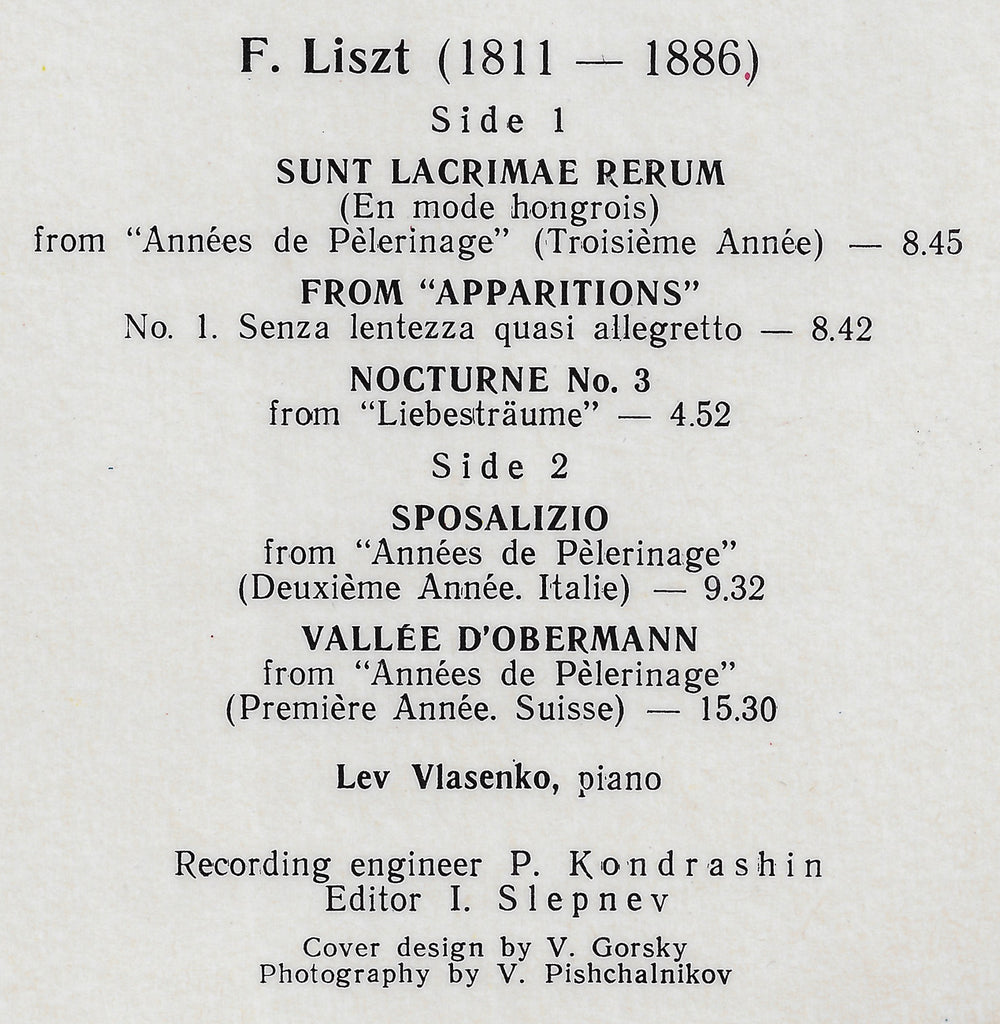 F. Liszt (1811 — 1886)
Side 1
SUNT LACRIMAE RERUM
(En mode hongrois)
from “Années de Pèlerinage” (Troisième Année) — 8.45
FROM “APPARITIONS”
No. 1. Senza lentezza quasi allegretto — 8.42
NOCTURNE No. 3
from “Liebesträume” — 4.52
Side 2
SPOSALIZIO
from “Années de Pèlerinage”
(Deuxième Année. Italie) — 9.32
VALLÉE D’OBERMANN
from “Années de Pèlerinage”
(Première Année. Suisse) — 15.30
Lev Vlasenko, piano
Recording engineer P. Kondrashin
Editor I. Slepnev
Cover design by V. Gorsky
Photography by V. Pishchalnikov